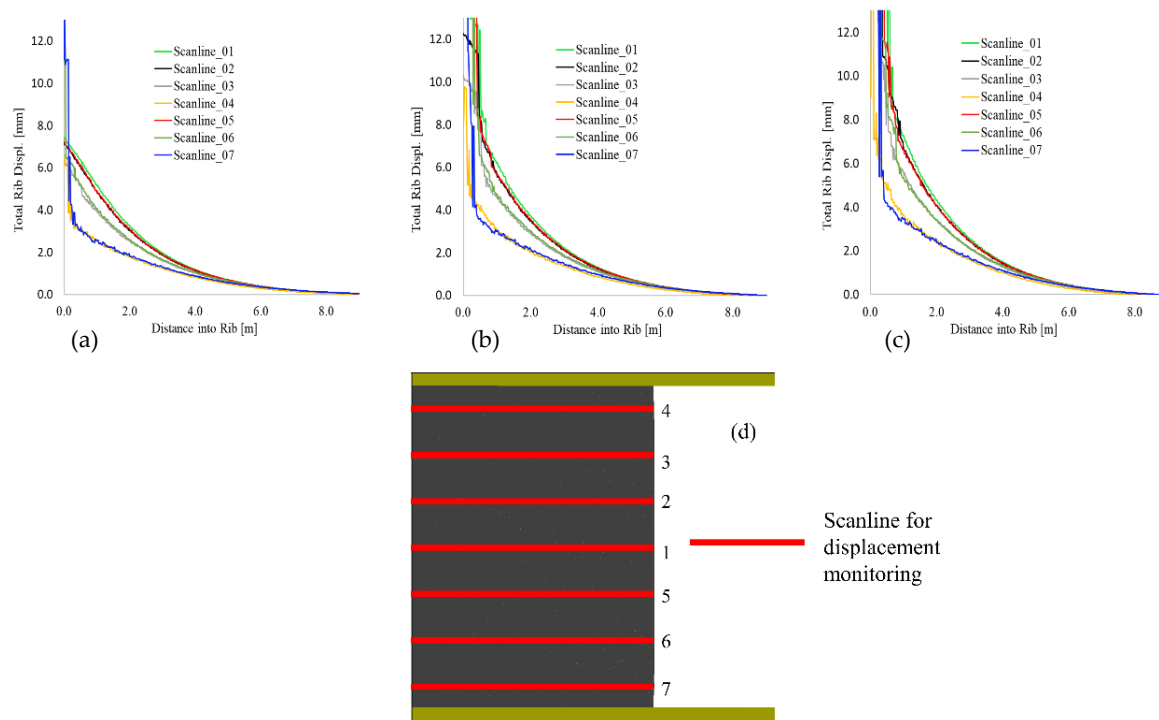 12.0
10.0
8.0
6.0
4.0
2.0
0.0
Total Rib Displ. [mm]
Scanline_01
Scanline_02
Scanline_03
Scanline_04
Scanline_05
Scanline_06
Scanline_07
0.0 2.0 4.0 6.0 8.0
Distance into Rib [m]
(a)
12.0
10.0
8.0
6.0
4.0
2.0
0.0
Total Rib Displ. [mm]
Scanline_01
Scanline_02
Scanline_03
Scanline_04
Scanline_05
Scanline_06
Scanline_07
0.0 2.0 4.0 6.0 8.0
Distance into Rib [m]
(b)
12.0
10.0
8.0
6.0
4.0
2.0
0.0
Total Rib Displ. [mm]
Scanline_01
Scanline_02
Scanline_03
Scanline_04
Scanline_05
Scanline_06
Scanline_07
0.0 2.0 4.0 6.0 8.0
Distance into Rib [m]
(c)
4
(d)
3
2
1
5
6
7
Scanline for
displacement
monitoring